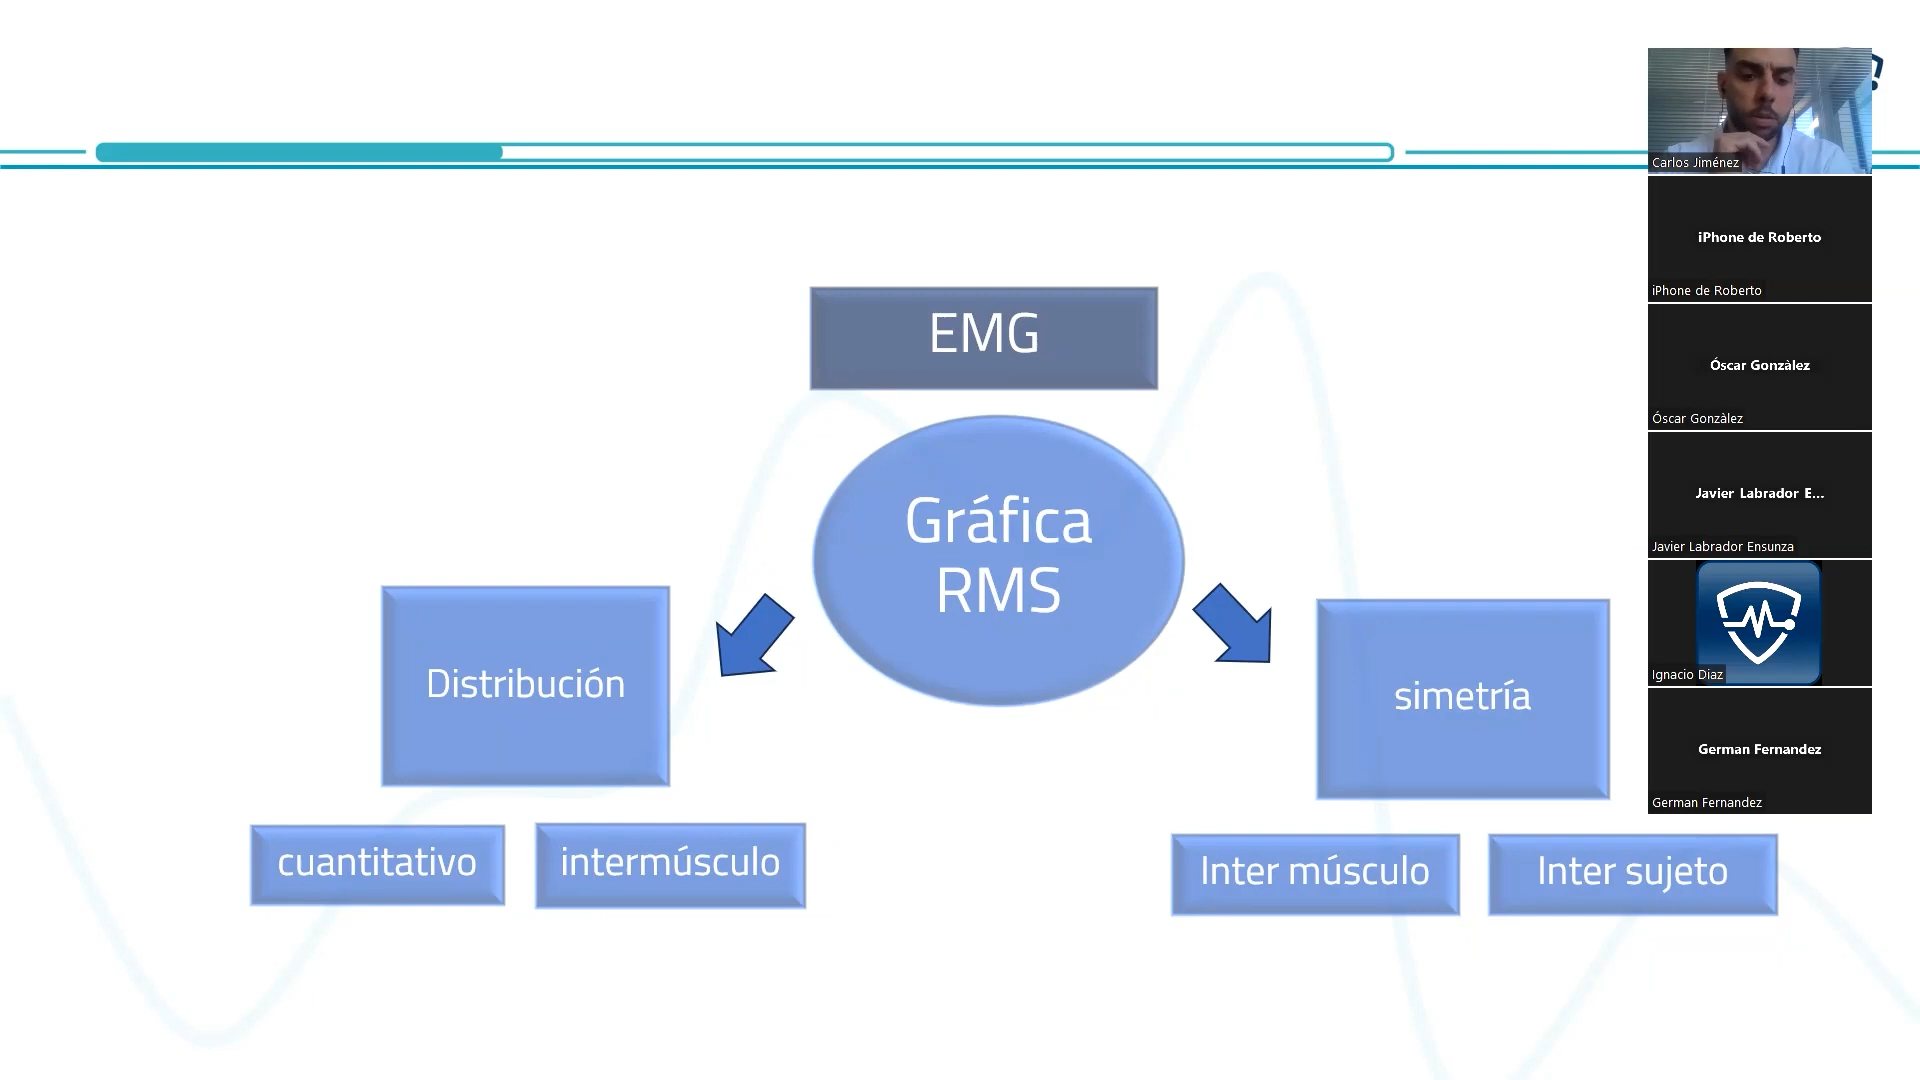 EMG
Gráfica
RMS
Distribución
simetría
cuantitativo
intermúsculo
Inter músculo
Inter sujeto
Carlos Jiménez
iPhone de Roberto
iPhone de Roberto
Óscar Gonzàlez
Óscar Gonzàlez
Javier Labrador E...
Javier Labrador Ensunza
Ignacio Diaz
German Fernandez
German Fernandez